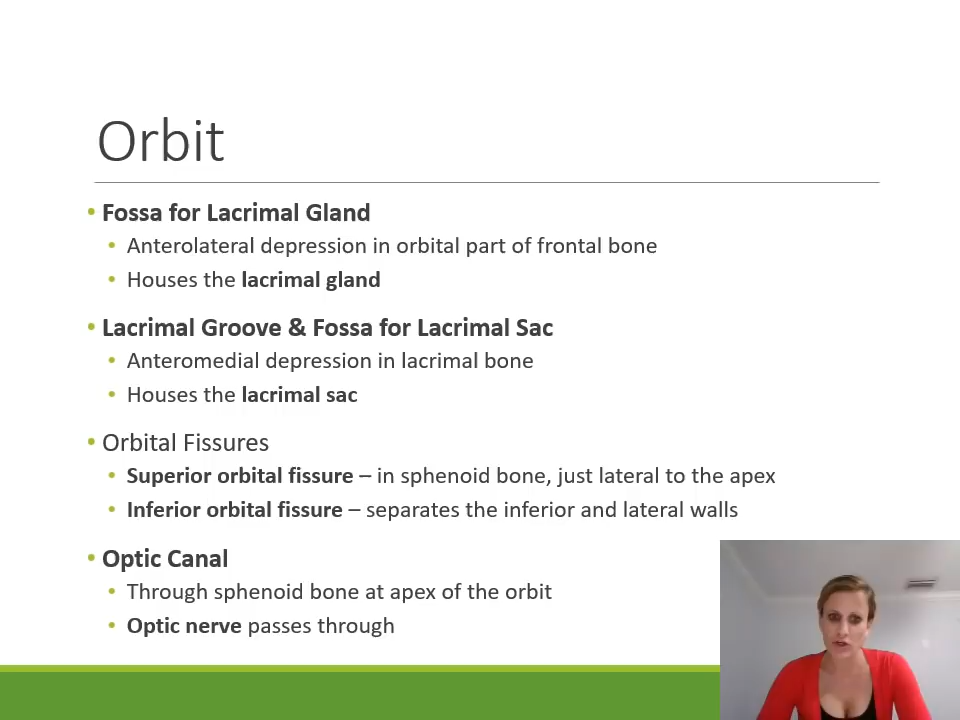 Orbit
• Fossa for Lacrimal Gland
• Anterolateral depression in orbital part of frontal bone
• Houses the lacrimal gland
• Lacrimal Groove & Fossa for Lacrimal Sac
• Anteromedial depression in lacrimal bone
• Houses the lacrimal sac
• Orbital Fissures
• Superior orbital fissure – in sphenoid bone, just lateral to the apex
• Inferior orbital fissure – separates the inferior and lateral walls
• Optic Canal
• Through sphenoid bone at apex of the orbit
• Optic nerve passes through